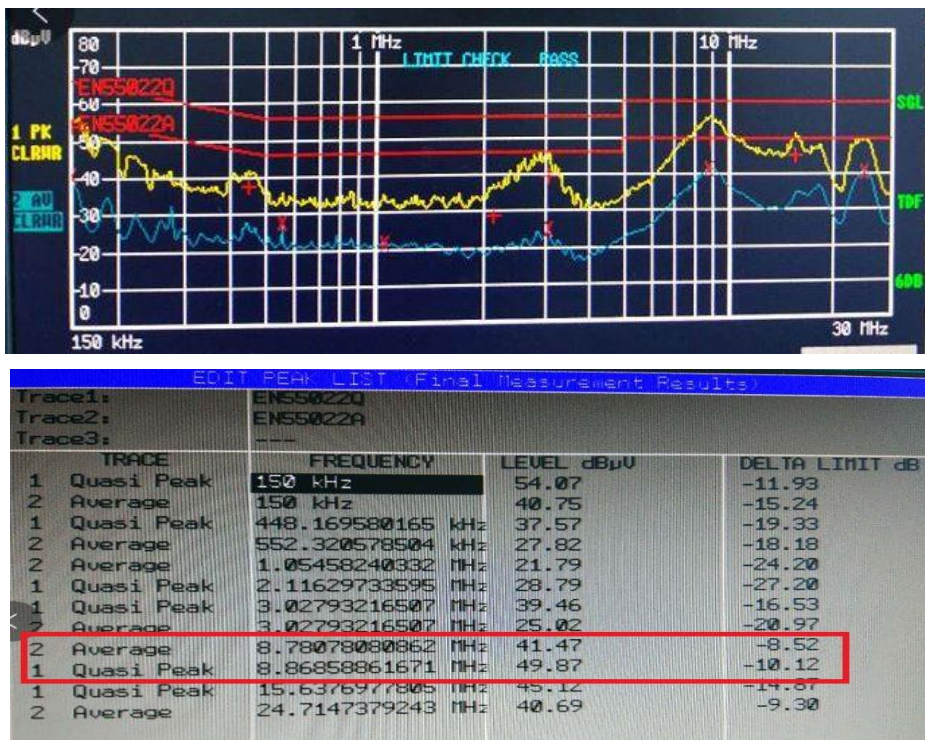 dBµV
80
1 MHz
10 MHz
70
LIMIT CHECK PASS
EN55022Q
60
SGL
1 PK
CLRWR
EN55022A
50
40
2 AV
CLRWR
30
TDF
20
10
6DB
0
150 kHz
30 MHz
EDIT PEAK LIST (Final Measurement Results)
Trace1: EN55022Q
Trace2: EN55022A
Trace3: ---
TRACE FREQUENCY LEVEL dBµV DELTA LIMIT dB
1 Quasi Peak 150 kHz 54.07 -11.93
2 Average 150 kHz 40.75 -15.24
1 Quasi Peak 448.169580165 kHz 37.57 -19.33
2 Average 552.320578504 kHz 27.82 -18.18
2 Average 1.05458240332 MHz 21.79 -24.20
1 Quasi Peak 2.11629733595 MHz 28.79 -27.20
1 Quasi Peak 3.02793216507 MHz 39.46 -16.53
2 Average 3.02793216507 MHz 25.02 -20.97
2 Average 8.78078080862 MHz 41.47 -8.52
1 Quasi Peak 8.86858861671 MHz 49.87 -10.12
1 Quasi Peak 15.6376977805 MHz 45.12 -14.87
2 Average 24.7147379243 MHz 40.69 -9.30